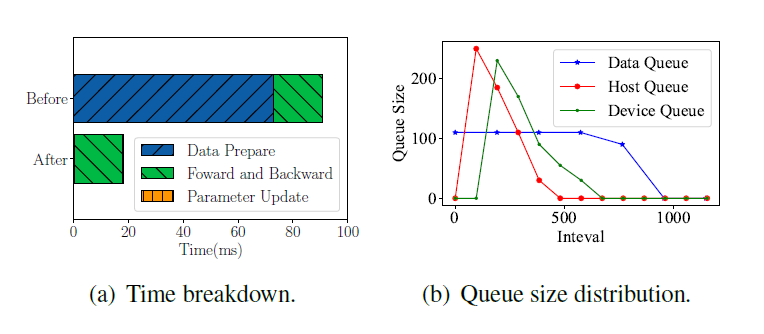 Before
After
Data Prepare
Foward and Backward
Parameter Update
0 20 40 60 80 100
Time(ms)
(a) Time breakdown.
Queue Size
200
100
0
Data Queue
Host Queue
Device Queue
0 500 1000
Inteval
(b) Queue size distribution.